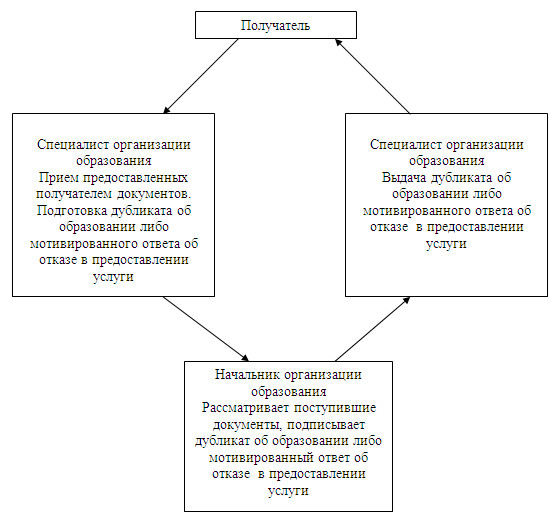 Получатель
Специалист организации
образования
Прием предоставленных
получателем документов.
Подготовка дубликата об
образовании либо
мотивированного ответа об
отказе в предоставлении
услуги
Специалист организации
образования
Выдача дубликата об
образовании либо
мотивированного ответа об
отказе в предоставлении
услуги
Начальник организации
образования
Рассматривает поступившие
документы, подписывает
дубликат об образовании либо
мотивированный ответ об
отказе в предоставлении
услуги